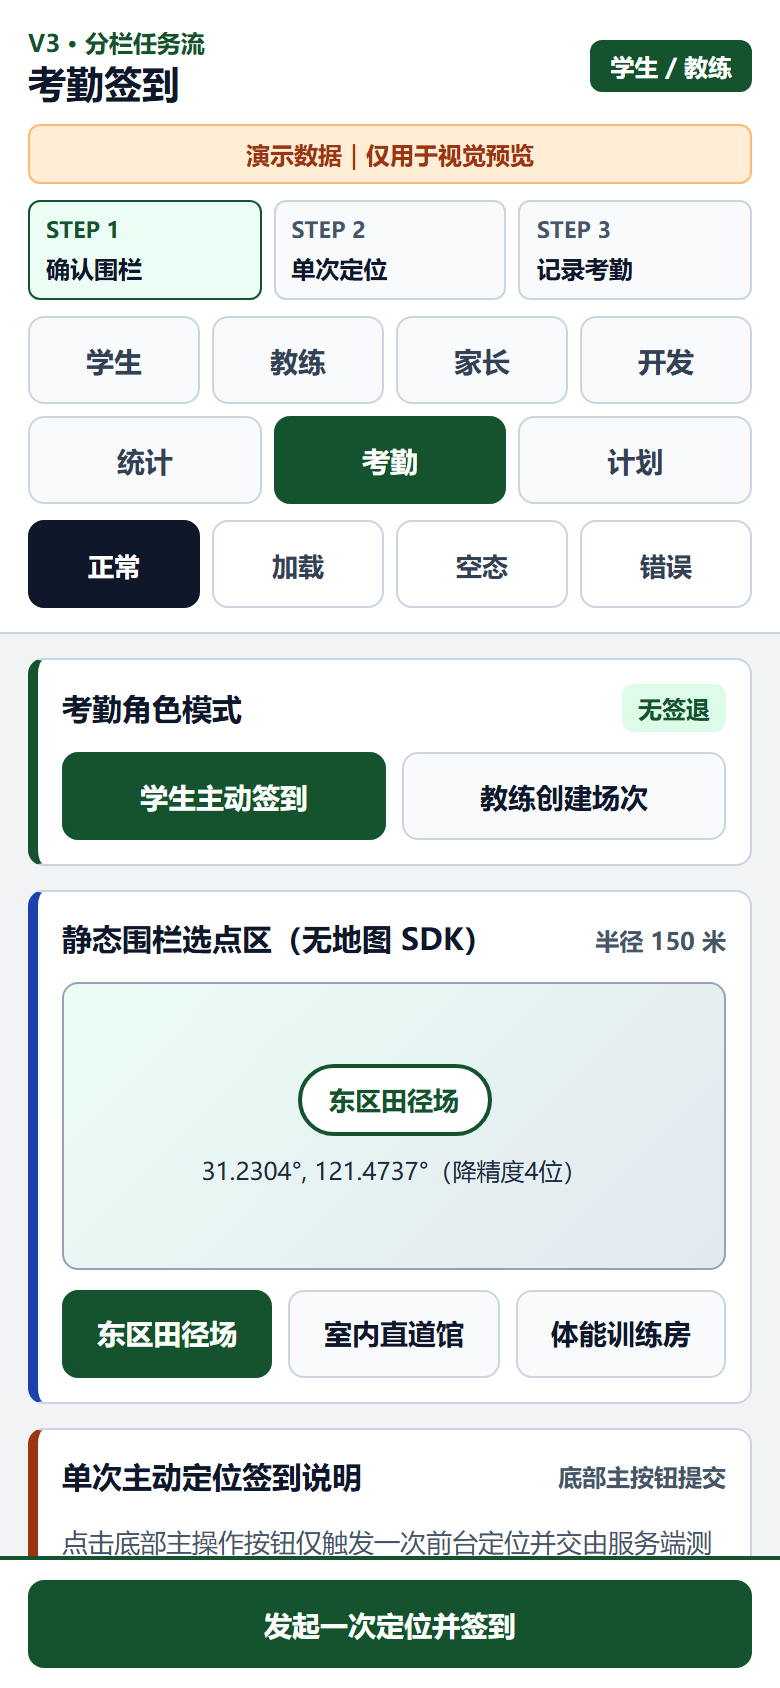 V3 • 分栏任务流
考勤签到
学生 / 教练
演示数据｜仅用于视觉预览
STEP 1
确认围栏
STEP 2
单次定位
STEP 3
记录考勤
学生
教练
家长
开发
统计
考勤
计划
正常
加载
空态
错误
考勤角色模式
无签退
学生主动签到
教练创建场次
静态围栏选点区（无地图 SDK）
半径 150 米
东区田径场
31.2304°, 121.4737°（降精度4位）
东区田径场
室内直道馆
体能训练房
单次主动定位签到说明
底部主按钮提交
点击底部主操作按钮仅触发一次前台定位并交由服务端测
发起一次定位并签到